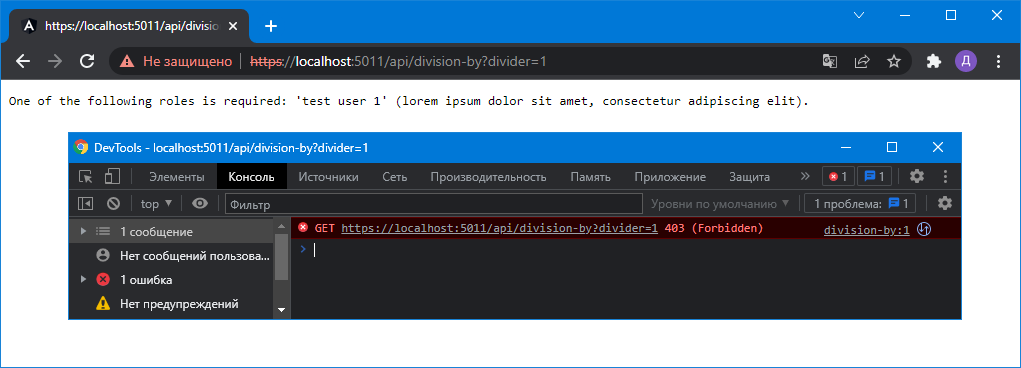 https://localhost:5011/api/divisio
Не защищено
https://localhost:5011/api/division-by?divider=1
Д
One of the following roles is required: 'test user 1' (lorem ipsum dolor sit amet, consectetur adipiscing elit).
DevTools - localhost:5011/api/division-by?divider=1
Элементы Консоль Источники Сеть Производительность Память Приложение Защита » 1 1
top Фильтр Уровни по умолчанию 1 проблема: 1
1 сообщение
GET https://localhost:5011/api/division-by?divider=1 403 (Forbidden) division-by:1
Нет сообщений пользова...
1 ошибка
Нет предупреждений